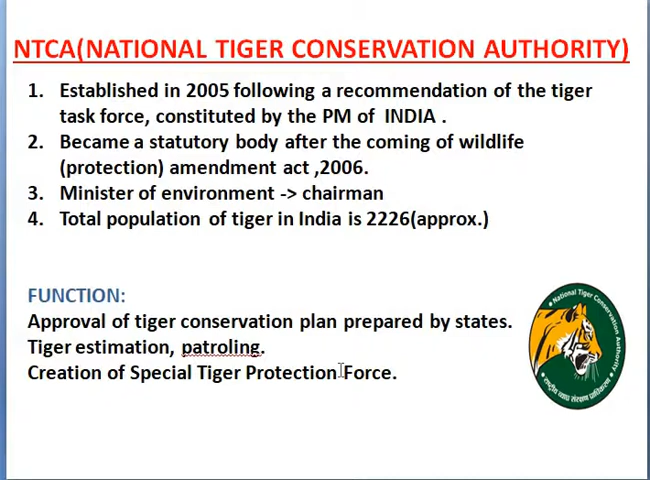 NTCA(NATIONAL TIGER CONSERVATION AUTHORITY)
1. Established in 2005 following a recommendation of the tiger
task force, constituted by the PM of INDIA .
2. Became a statutory body after the coming of wildlife
(protection) amendment act ,2006.
3. Minister of environment -> chairman
4. Total population of tiger in India is 2226(approx.)
FUNCTION:
Approval of tiger conservation plan prepared by states.
Tiger estimation, patroling.
Creation of Special Tiger Protection Force.
National Tiger Conservation Authority
राष्ट्रीय व्याघ्र संरक्षण प्राधिकरण